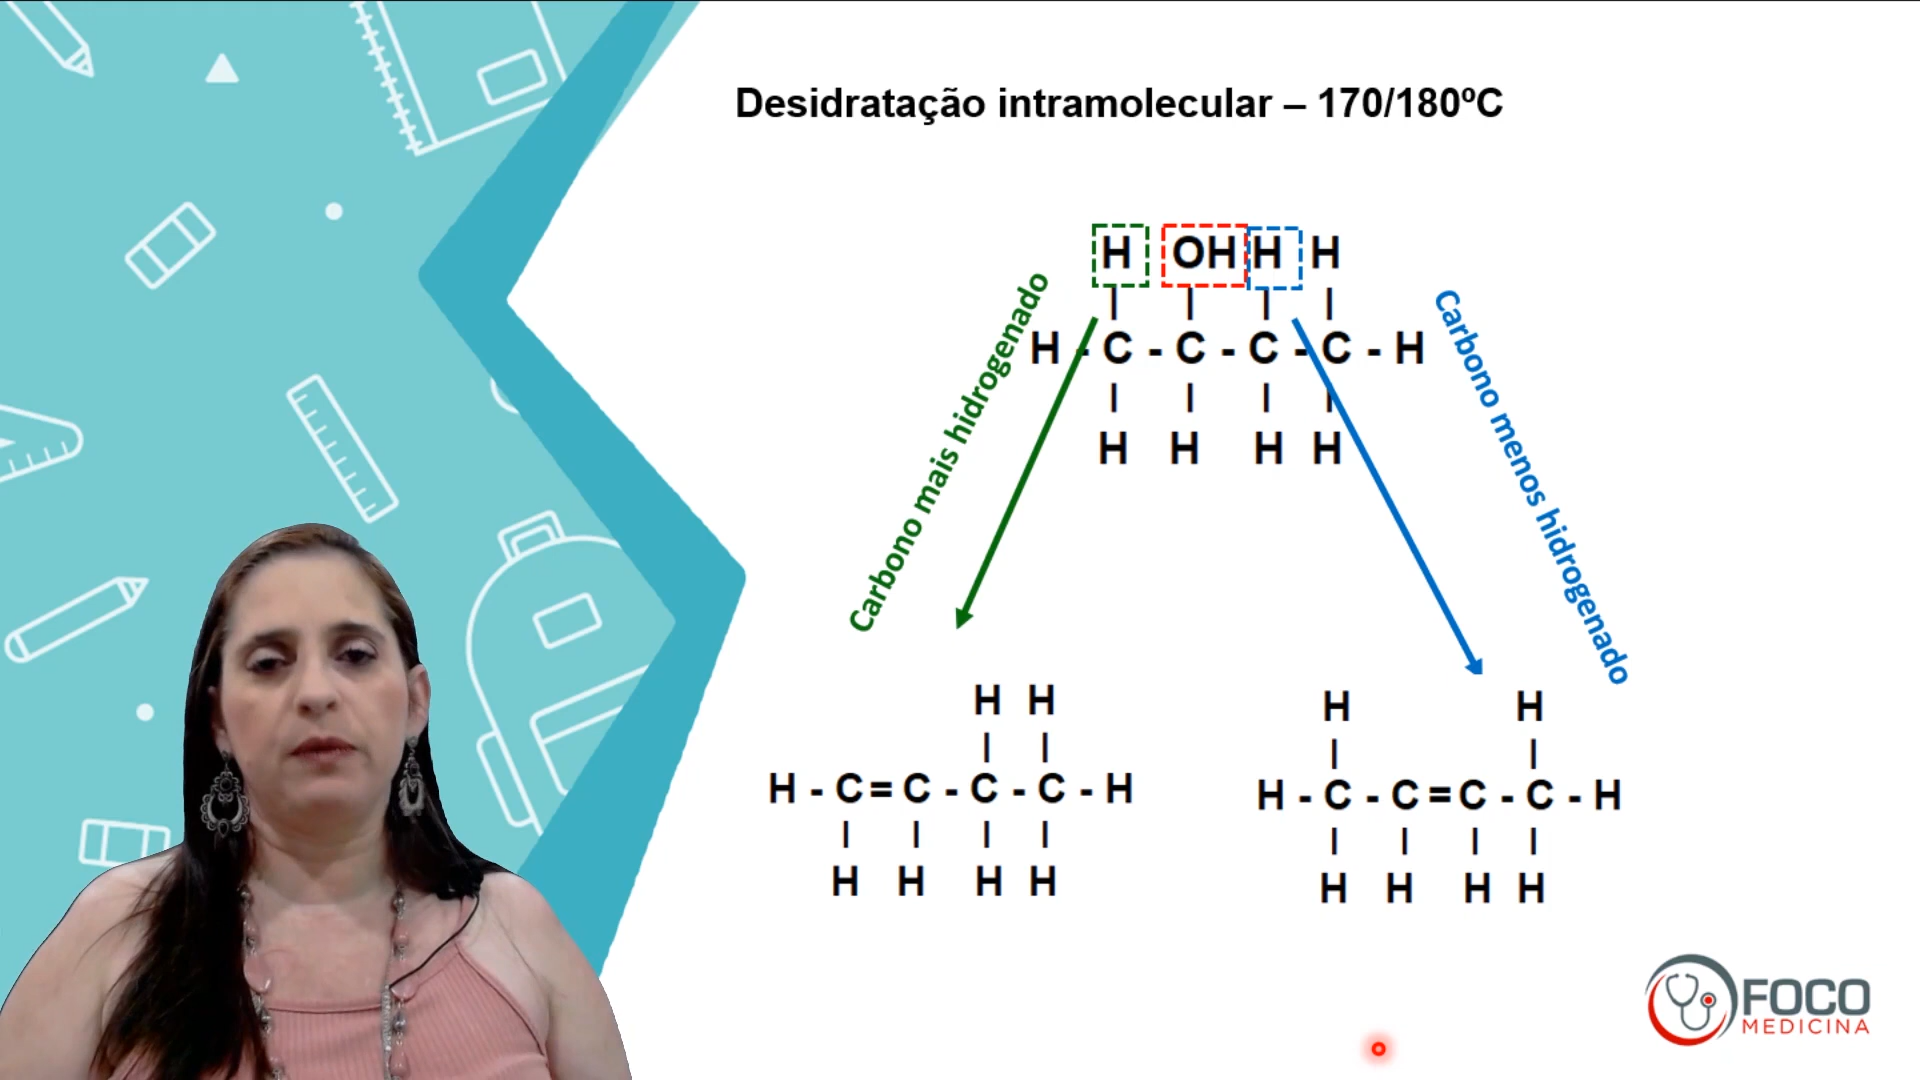 Desidratação intramolecular – 170/180ºC
H OH H H
| | | |
H - C - C - C - C - H
| | | |
H H H H
Carbono mais hidrogenado
Carbono menos hidrogenado
H H
| |
H - C = C - C - C - H
| | | |
H H H H
H H
| |
H - C - C = C - C - H
| | | |
H H H H
FOCO
MEDICINA